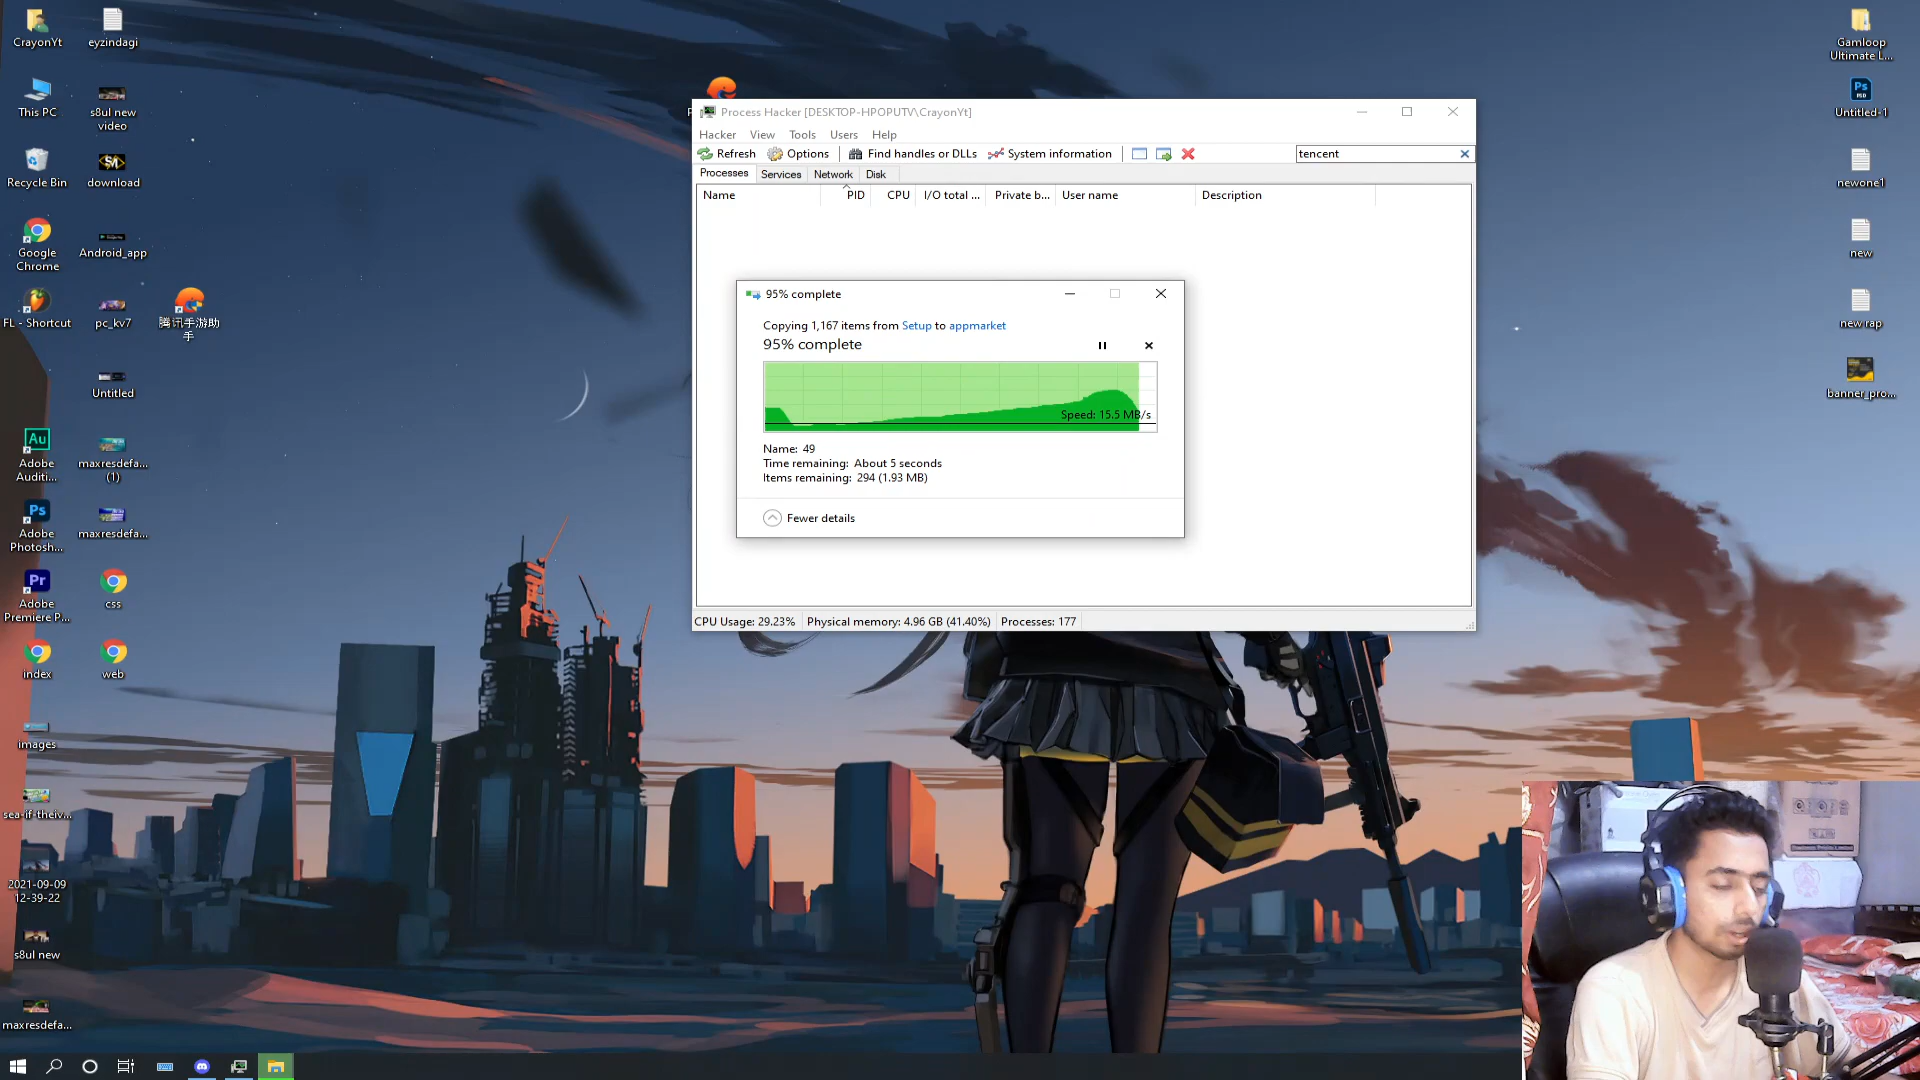 CrayonYt
eyzindagi
This PC
s8ul new
video
Recycle Bin
download
Google
Chrome
Android_app
FL - Shortcut
pc_kv7
腾讯手游助
手
Untitled
Adobe
Auditi...
maxresdefa...
(1)
Adobe
Photosh...
maxresdefa...
Adobe
Premiere P...
css
index
web
images
sea-if-theiv...
2021-09-09
12-39-22
s8ul new
maxresdefa...
Process Hacker [DESKTOP-HPOPUTV\CrayonYt]
Hacker View Tools Users Help
Refresh Options Find handles or DLLs System information tencent
Processes Services Network Disk
Name PID CPU I/O total ... Private b... User name Description
95% complete
Copying 1,167 items from Setup to appmarket
95% complete
Speed: 15.5 MB/s
Name: 49
Time remaining: About 5 seconds
Items remaining: 294 (1.93 MB)
Fewer details
CPU Usage: 29.23% Physical memory: 4.96 GB (41.40%) Processes: 177
Gamloop
Ultimate L...
Untitled-1
newone1
new
new rap
banner_pro...
Au
Ps
Pr
Ps